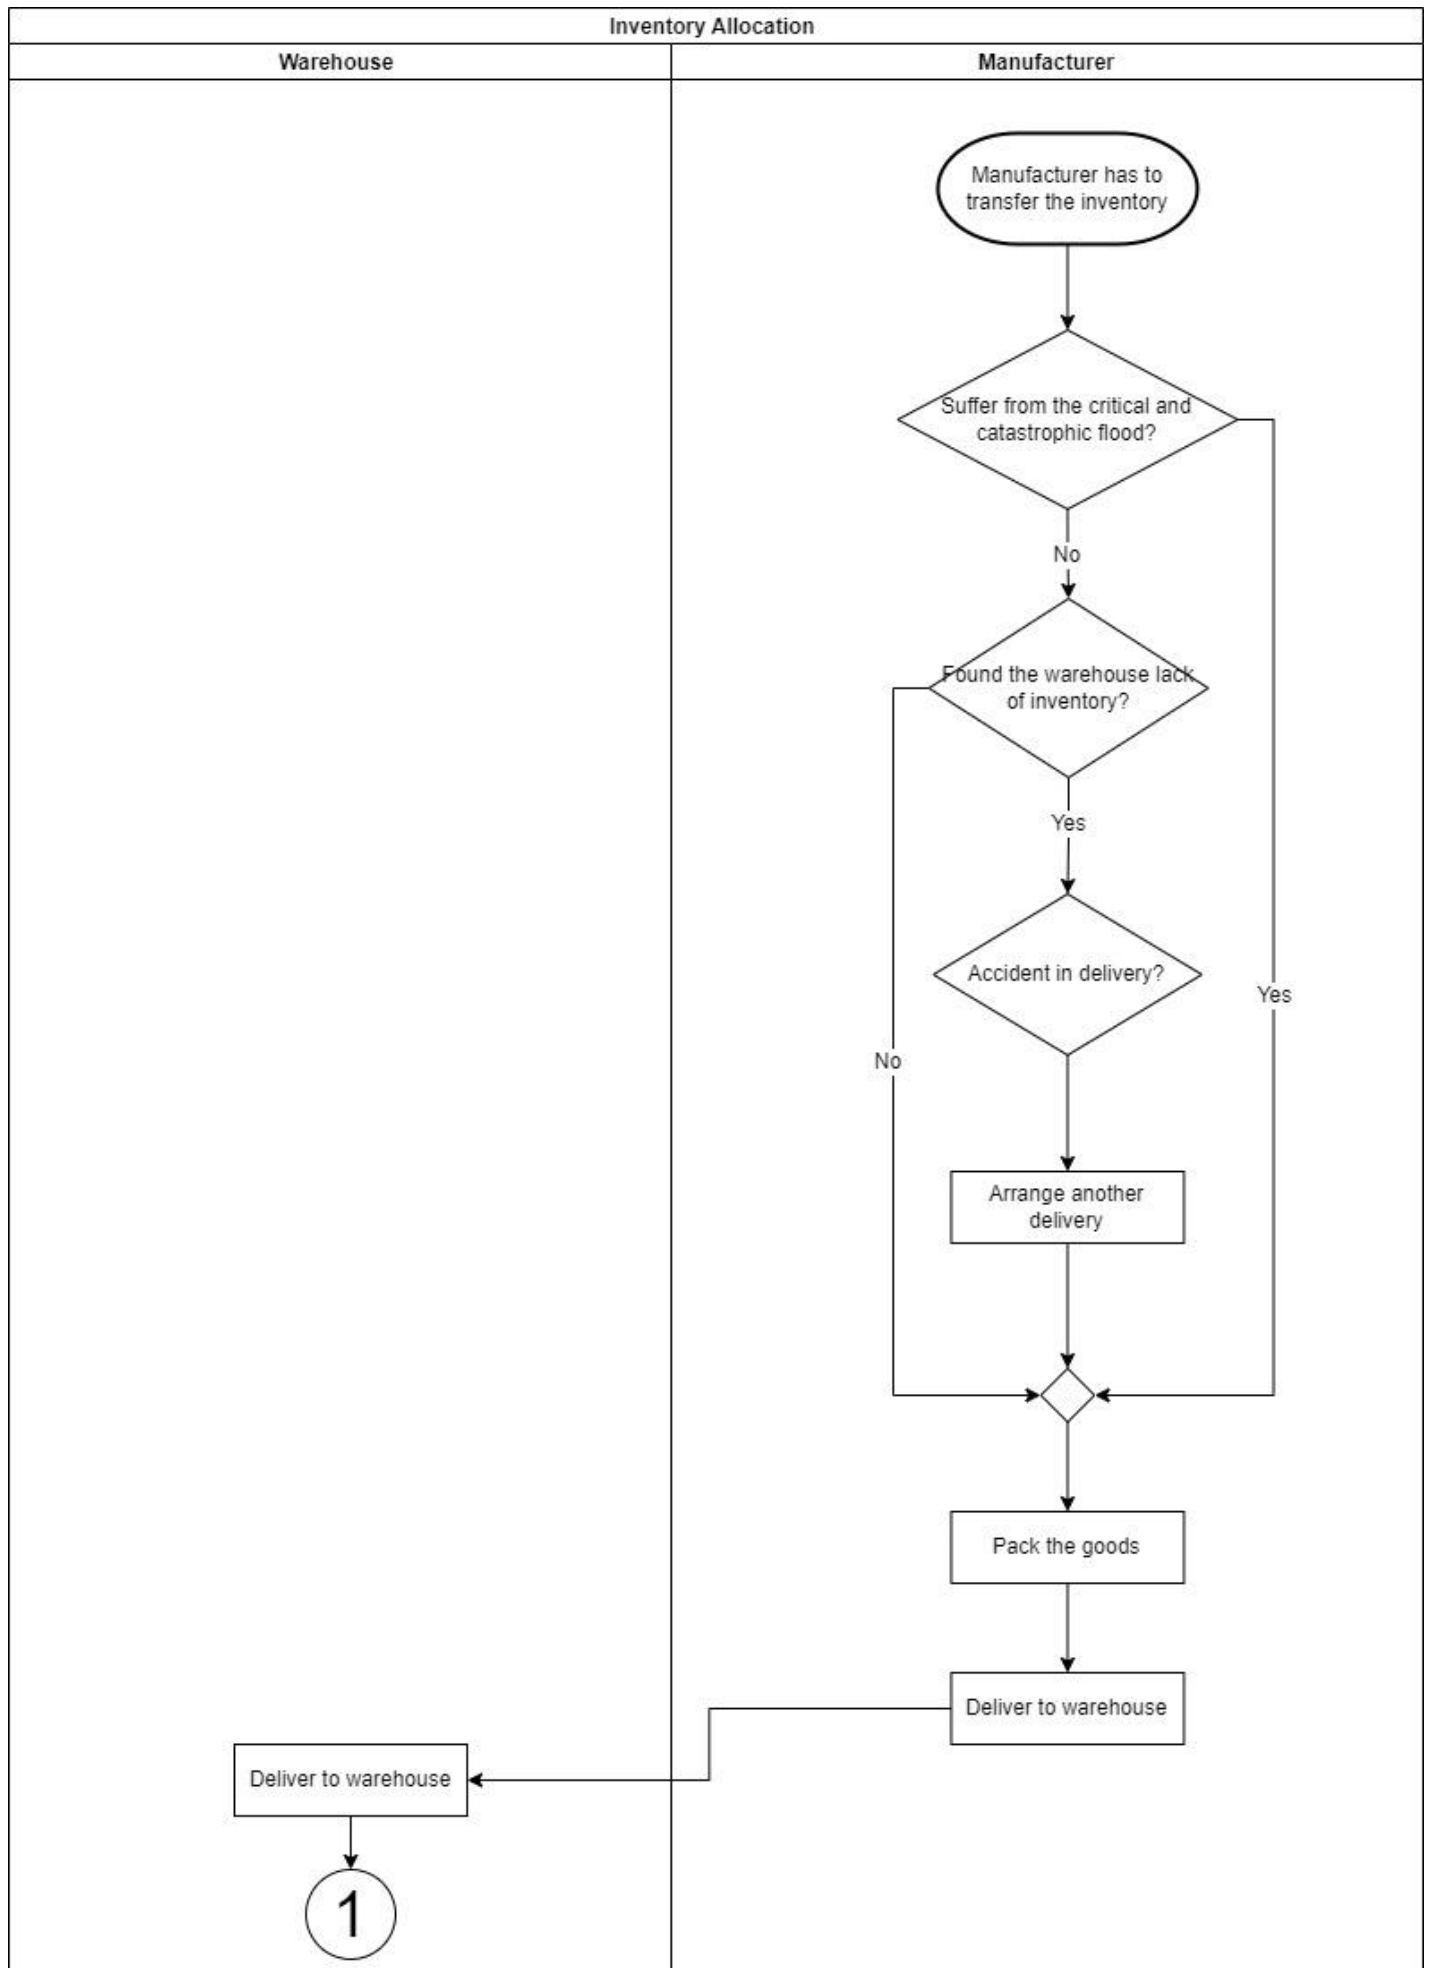 Inventory Allocation
Warehouse
Manufacturer
Manufacturer has to
transfer the inventory
Suffer from the critical and
catastrophic flood?
No
Found the warehouse lack
of inventory?
Yes
Accident in delivery?
Yes
No
Arrange another
delivery
Pack the goods
Deliver to warehouse
Deliver to warehouse
1